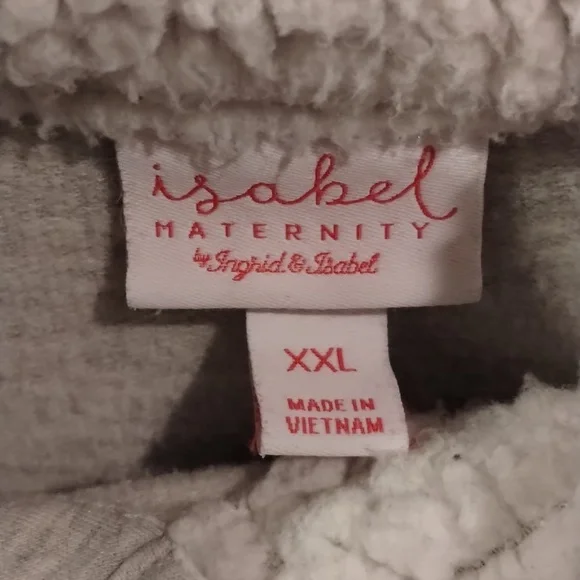 isabel
MATERNITY
by Ingrid & Isabel
XXL
MADE IN
VIETNAM